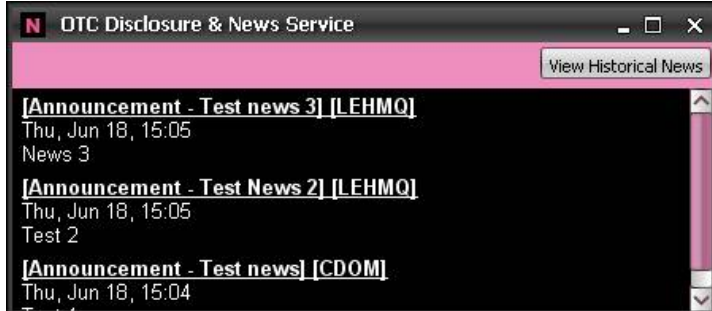 N OTC Disclosure & News Service
View Historical News
[Announcement - Test news 3] [LEHMQ]
Thu, Jun 18, 15:05
News 3
[Announcement - Test News 2] [LEHMQ]
Thu, Jun 18, 15:05
Test 2
[Announcement - Test news] [CDOM]
Thu, Jun 18, 15:04